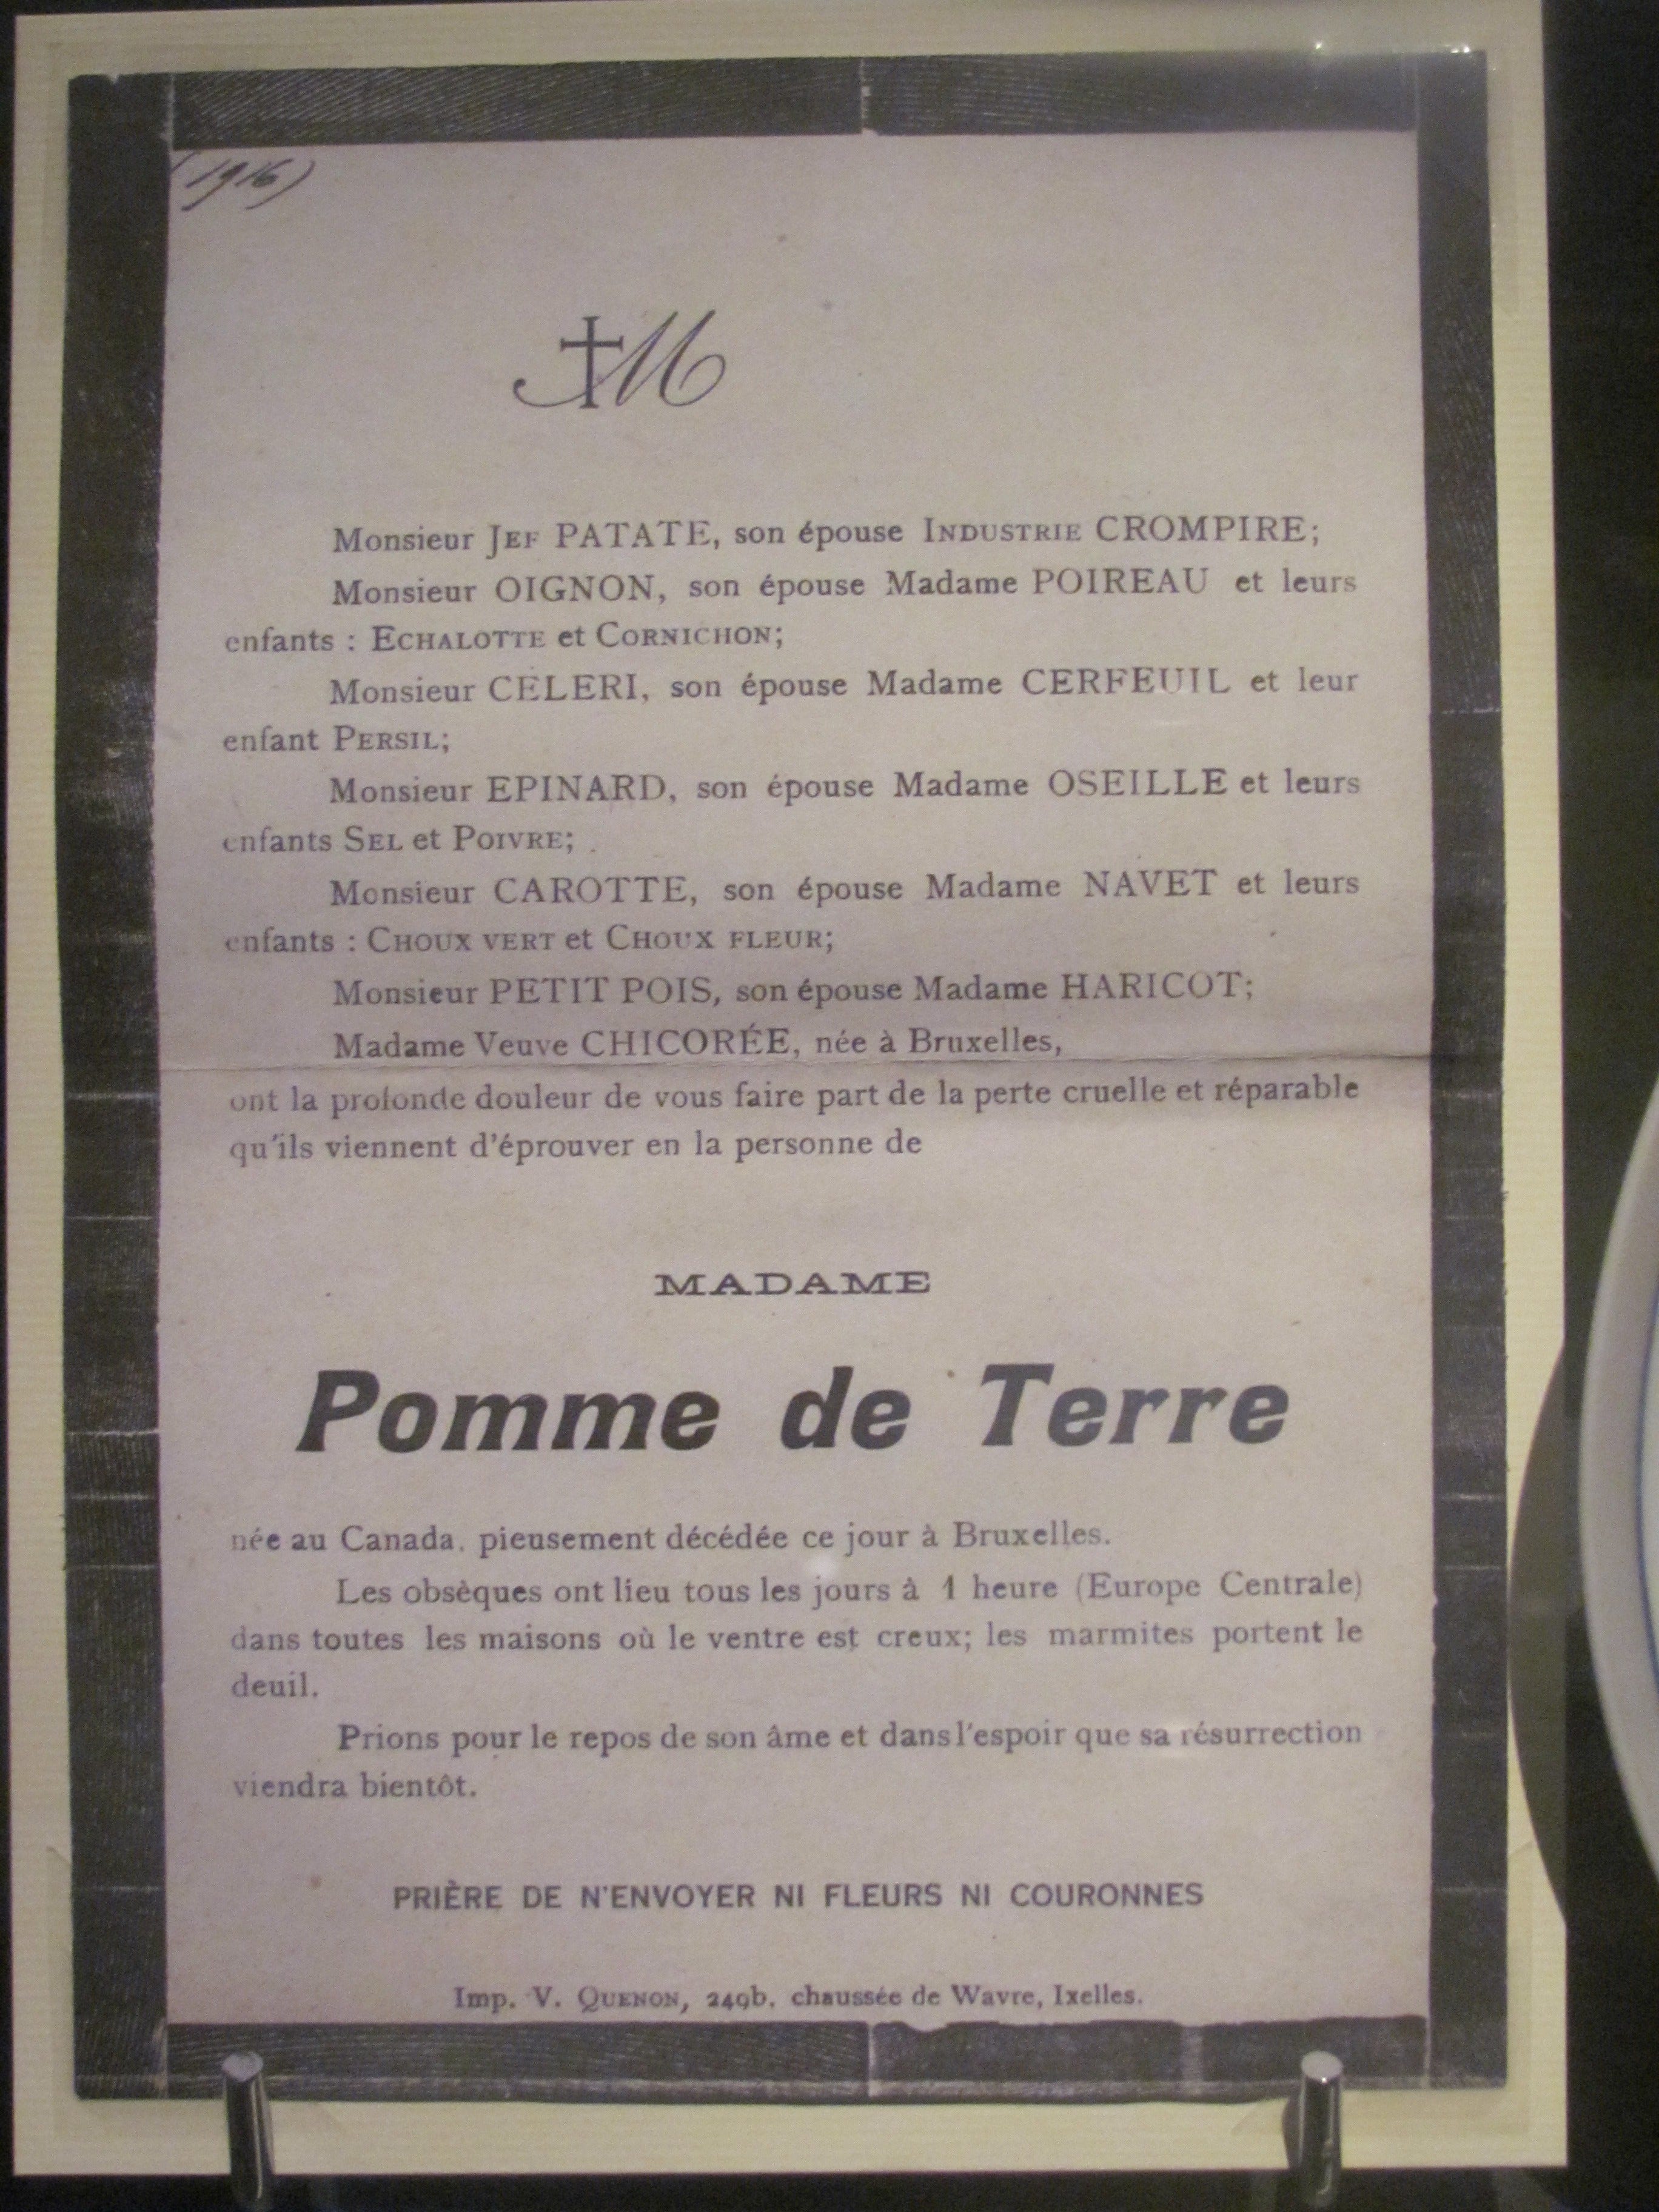 (1916)
M
Monsieur JEF PATATE, son épouse INDUSTRIE CROMPIRE;
Monsieur OIGNON, son épouse Madame POIREAU et leurs
enfants : ECHALOTTE et CORNICHON;
Monsieur CÉLERI, son épouse Madame CERFEUIL et leur
enfant PERSIL;
Monsieur EPINARD, son épouse Madame OSEILLE et leurs
enfants SEL et POIVRE;
Monsieur CAROTTE, son épouse Madame NAVET et leurs
enfants : CHOUX VERT et CHOUX FLEUR;
Monsieur PETIT POIS, son épouse Madame HARICOT;
Madame Veuve CHICORÉE, née à Bruxelles,
ont la profonde douleur de vous faire part de la perte cruelle et réparable
qu'ils viennent d'éprouver en la personne de
MADAME
Pomme de Terre
née au Canada, pieusement décédée ce jour à Bruxelles.
Les obsèques ont lieu tous les jours à 1 heure (Europe Centrale)
dans toutes les maisons où le ventre est creux; les marmites portent le
deuil.
Prions pour le repos de son âme et dans l'espoir que sa résurrection
viendra bientôt.
PRIÈRE DE N'ENVOYER NI FLEURS NI COURONNES
Imp. V. QUENON, 249b, chaussée de Wavre, Ixelles.